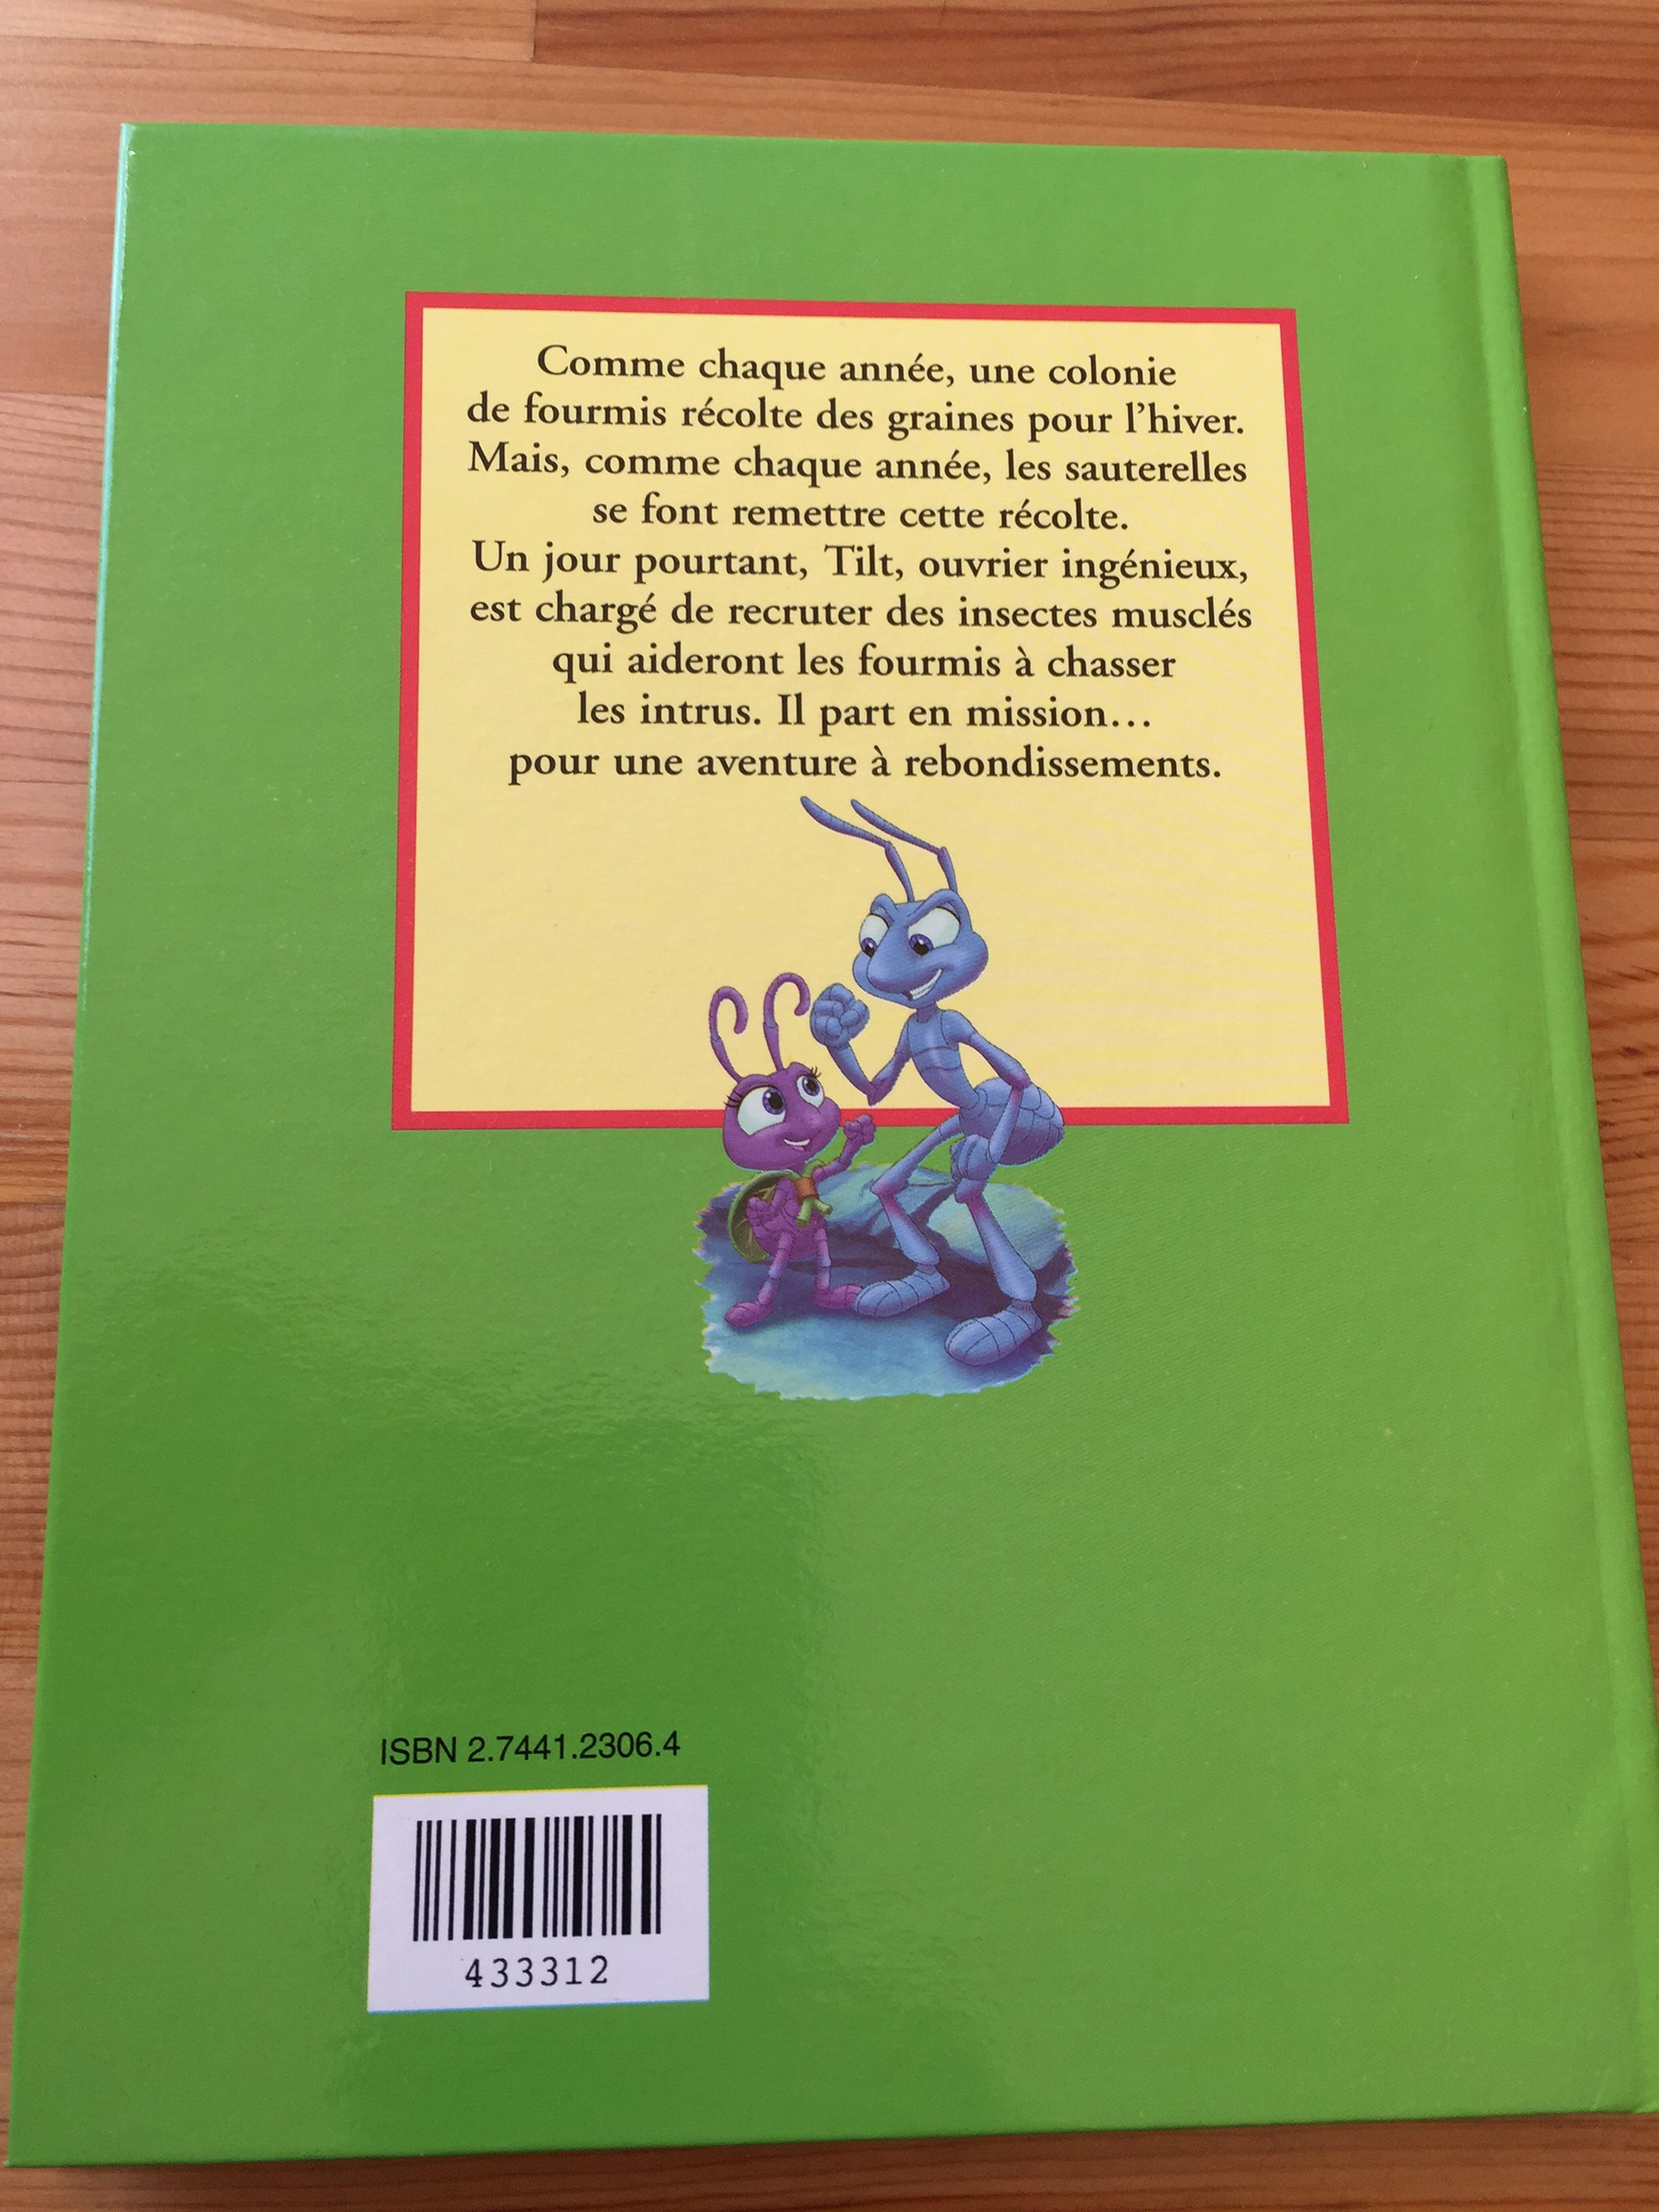 Comme chaque année, une colonie
de fourmis récolte des graines pour l’hiver.
Mais, comme chaque année, les sauterelles
se font remettre cette récolte.
Un jour pourtant, Tilt, ouvrier ingénieux,
est chargé de recruter des insectes musclés
qui aideront les fourmis à chasser
les intrus. Il part en mission…
pour une aventure à rebondissements.
ISBN 2.7441.2306.4
433312